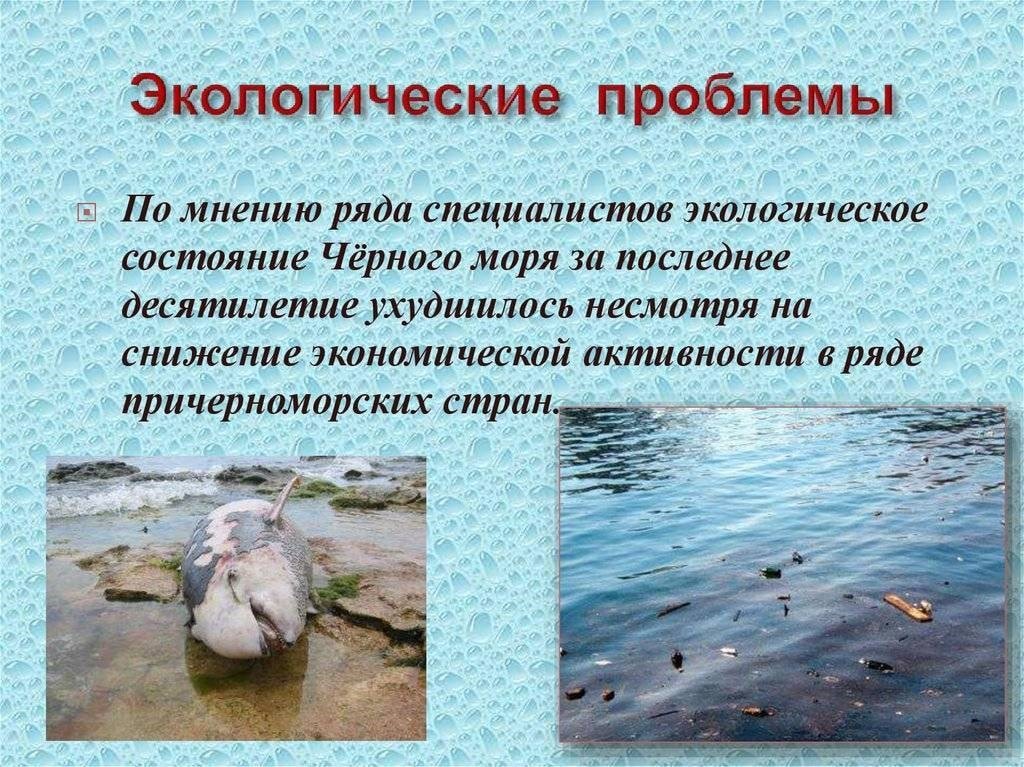 Экологические проблемы
По мнению ряда специалистов экологическое
состояние Чёрного моря за последнее
десятилетие ухудшилось несмотря на
снижение экономической активности в ряде
причерноморских стран.